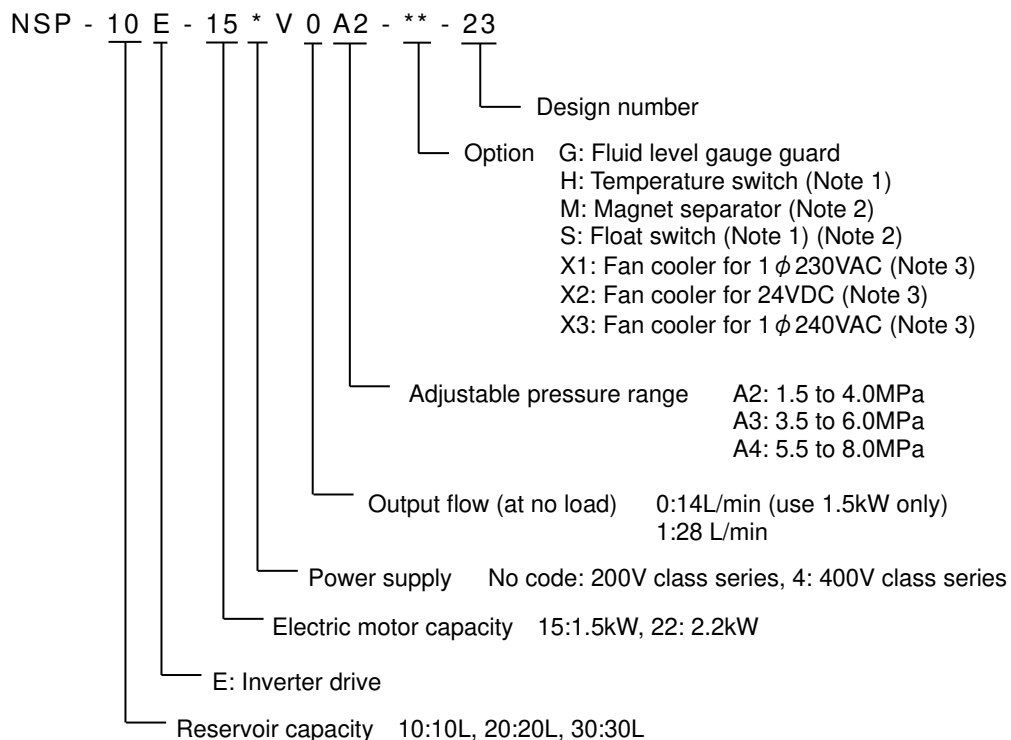 NSP - 10 E - 15 * V 0 A2 - ** - 23
Design number
Option G: Fluid level gauge guard
H: Temperature switch (Note 1)
M: Magnet separator (Note 2)
S: Float switch (Note 1) (Note 2)
X1: Fan cooler for 1ϕ230VAC (Note 3)
X2: Fan cooler for 24VDC (Note 3)
X3: Fan cooler for 1ϕ240VAC (Note 3)
Adjustable pressure range A2: 1.5 to 4.0MPa
A3: 3.5 to 6.0MPa
A4: 5.5 to 8.0MPa
Output flow (at no load) 0:14L/min (use 1.5kW only)
1:28 L/min
Power supply No code: 200V class series, 4: 400V class series
Electric motor capacity 15:1.5kW, 22: 2.2kW
E: Inverter drive
Reservoir capacity 10:10L, 20:20L, 30:30L